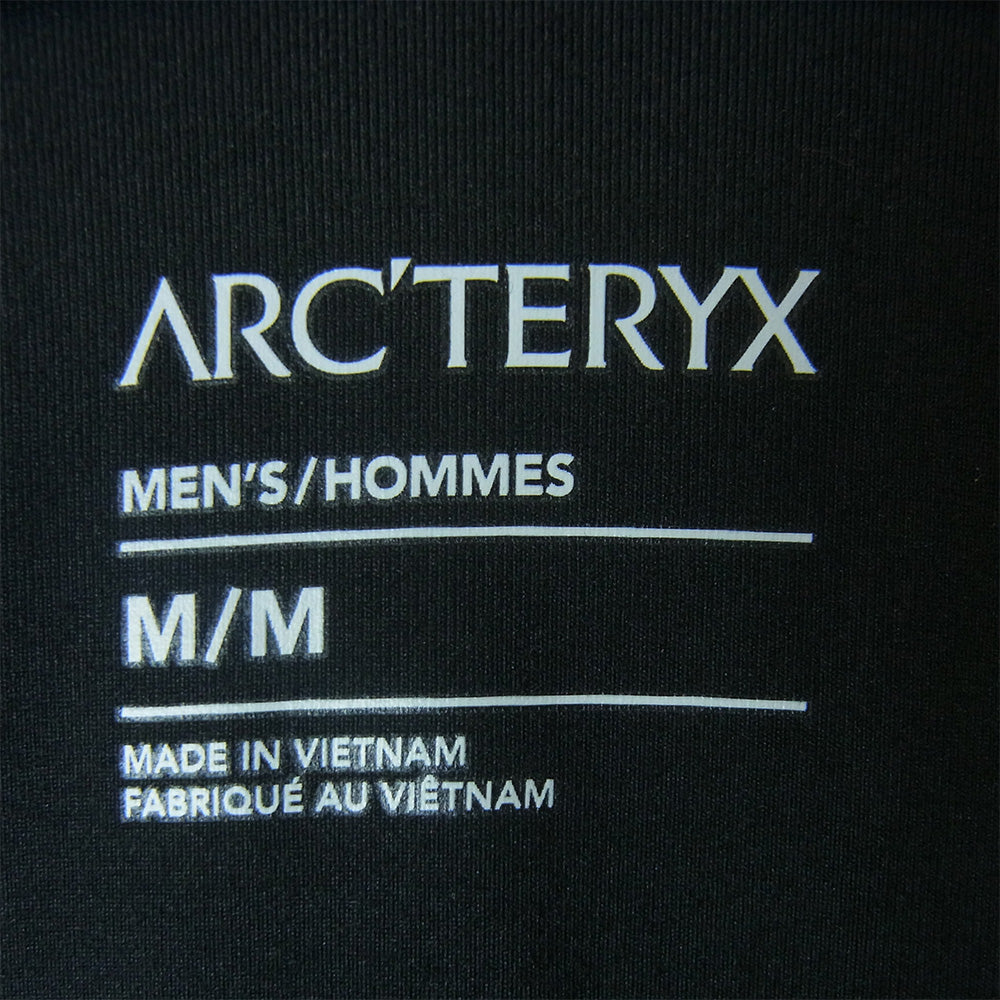 ARC'TERYX
MEN'S/HOMMES
M/M
MADE IN VIETNAM
FABRIQUÉ AU VIÊTNAM